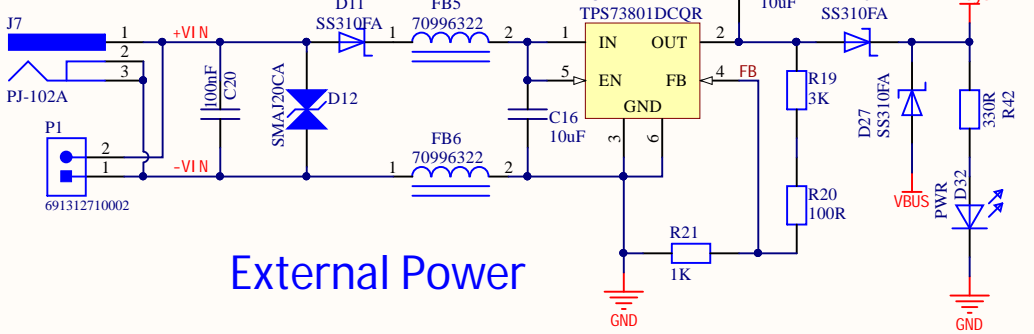 J7
1
2
3
PJ-102A
P1
2
1
691312710002
+VIN
-VIN
100nF
C20
SMAJ20CA
D12
D11
SS310FA
1
FB5
70996322
2
FB6
70996322
1
2
C16
10uF
TPS73801DCQR
1
IN
OUT
2
5
EN
FB
4
FB
GND
3
6
10uF
SS310FA
R19
3K
R20
100R
R21
1K
GND
D27
SS310FA
VBUS
330R
R42
PWR
D32
GND
External Power